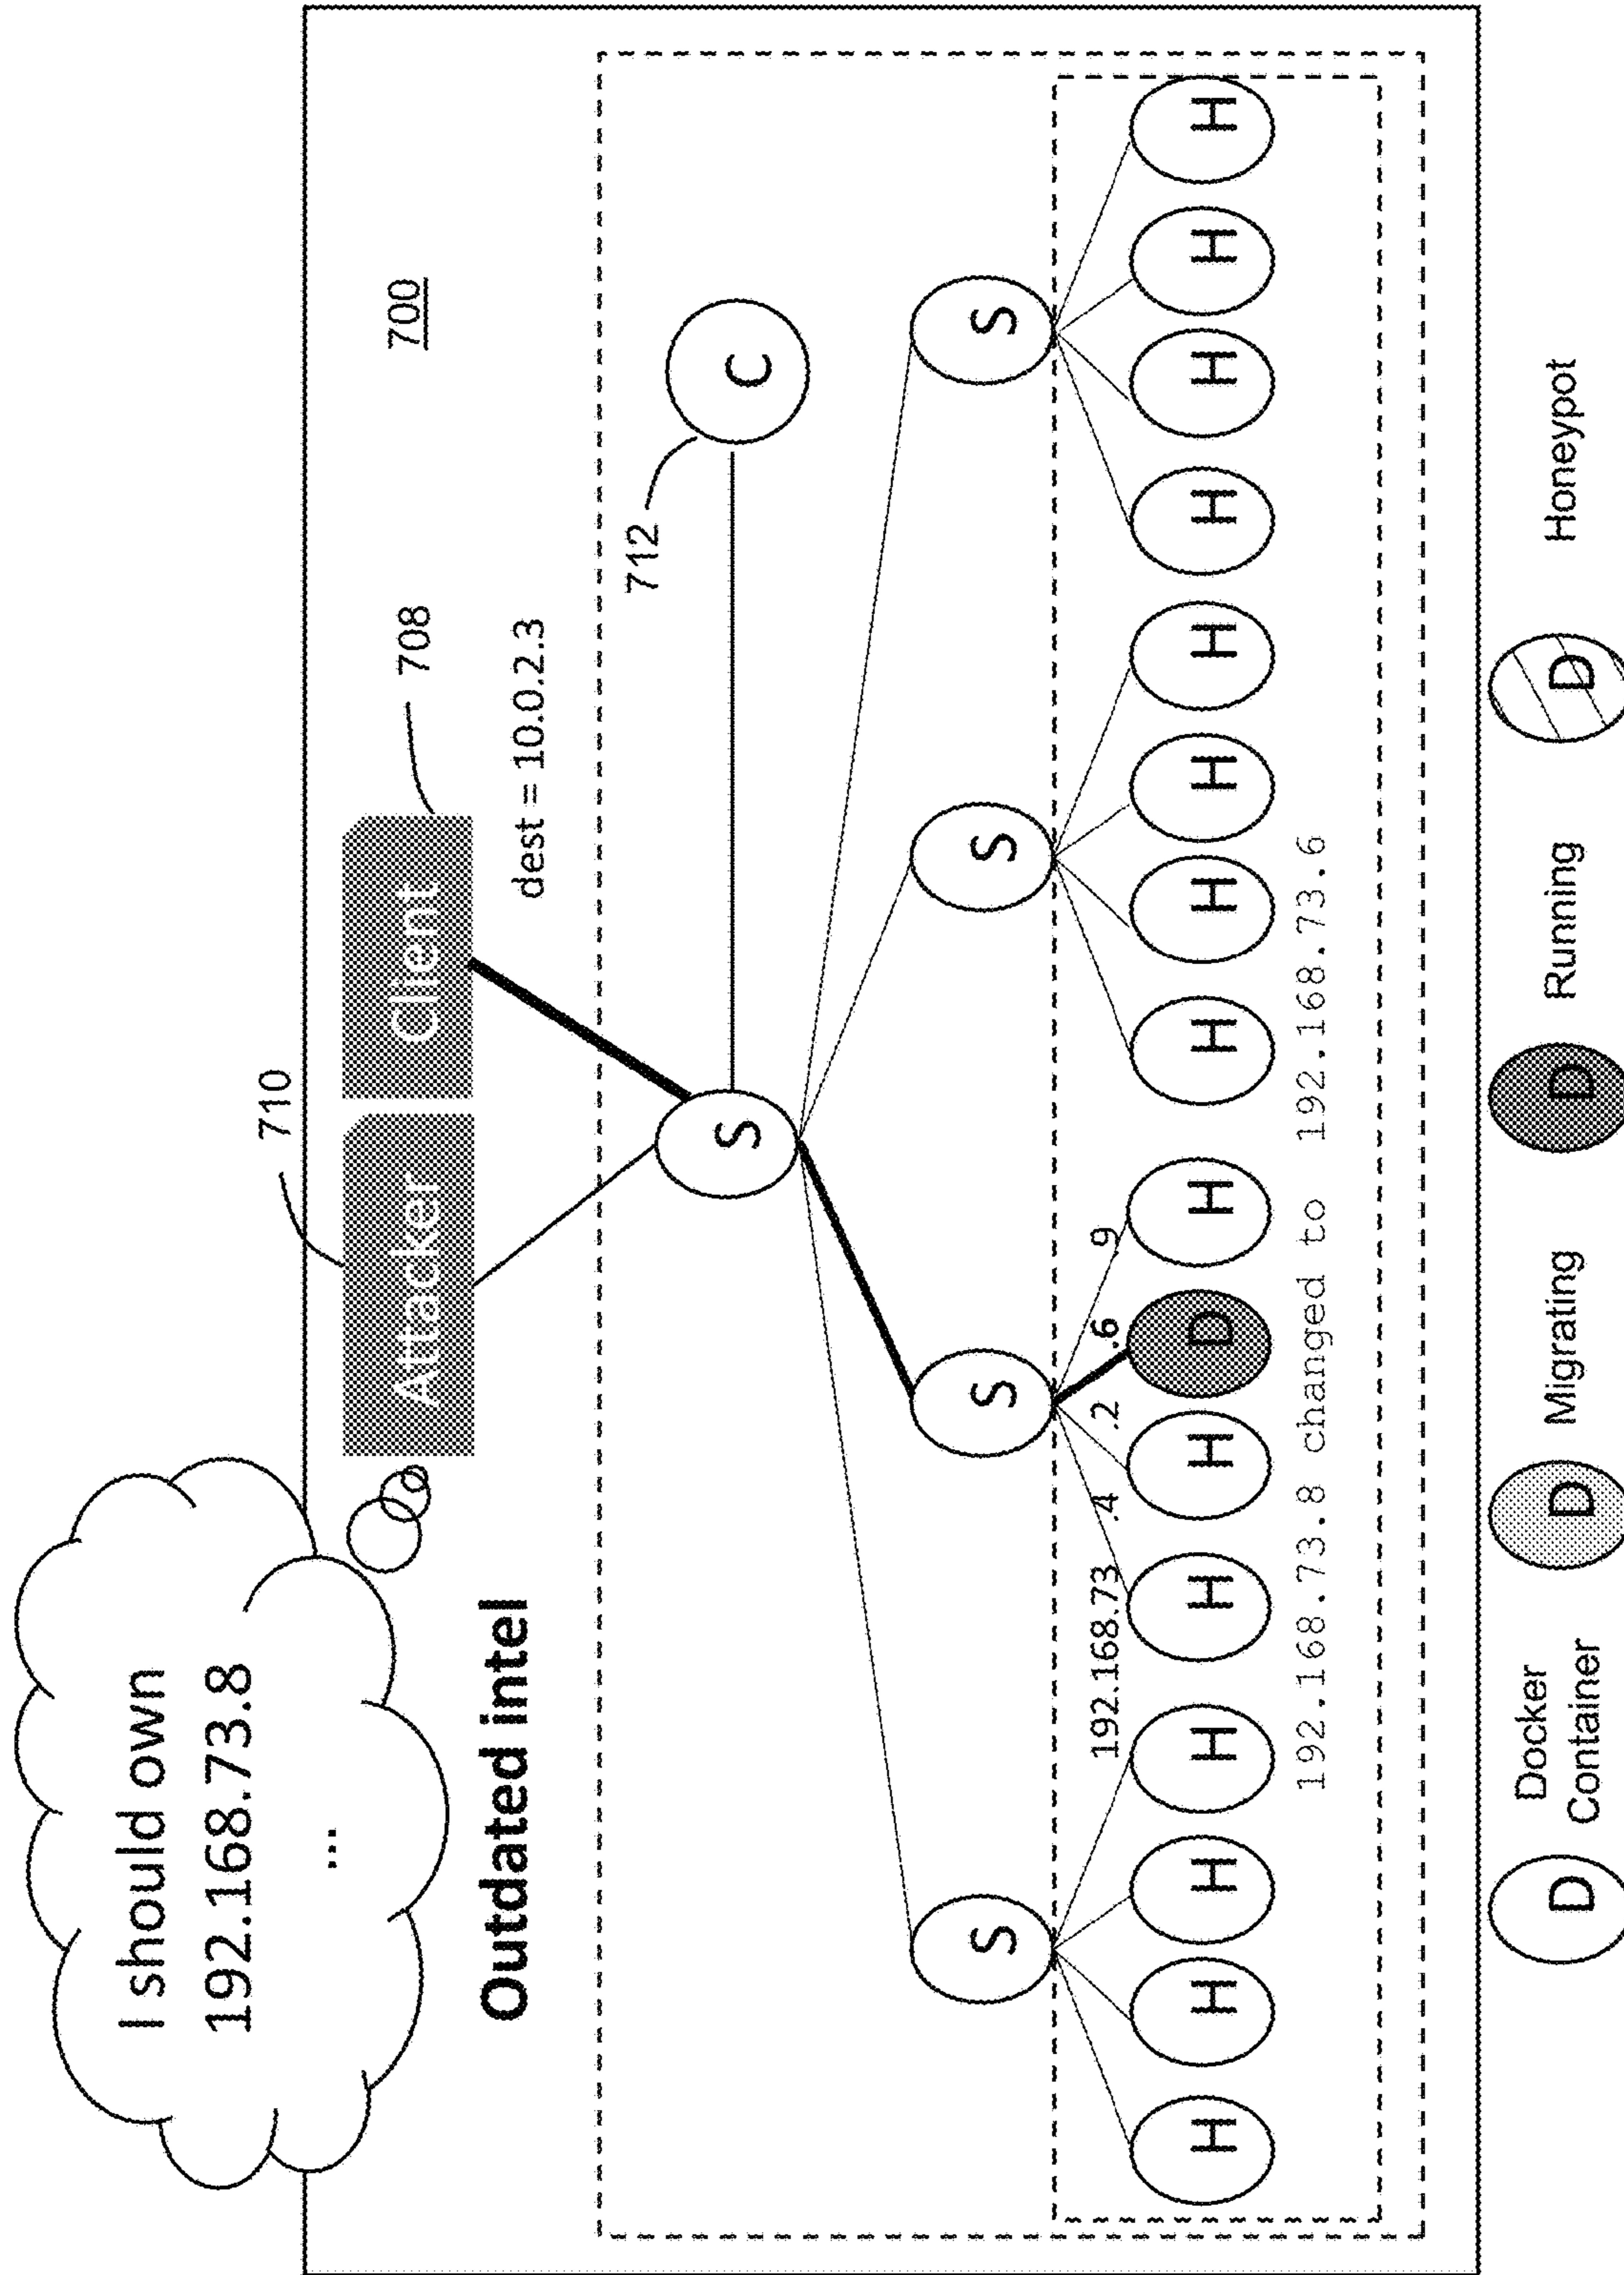 I should own
192.168.73.8
...
Outdated intel
710
Attacker
Client
708
700
dest = 10.0.2.3
712
S
C
S
S
S
S
192.168.73
.4
.2
.6
9
H
H
H
H
H
H
D
H
H
H
H
H
H
H
H
H
192.168.73.8 changed to 192.168.73.6
D
Docker
Container
D
Migrating
D
Running
D
Honeypot